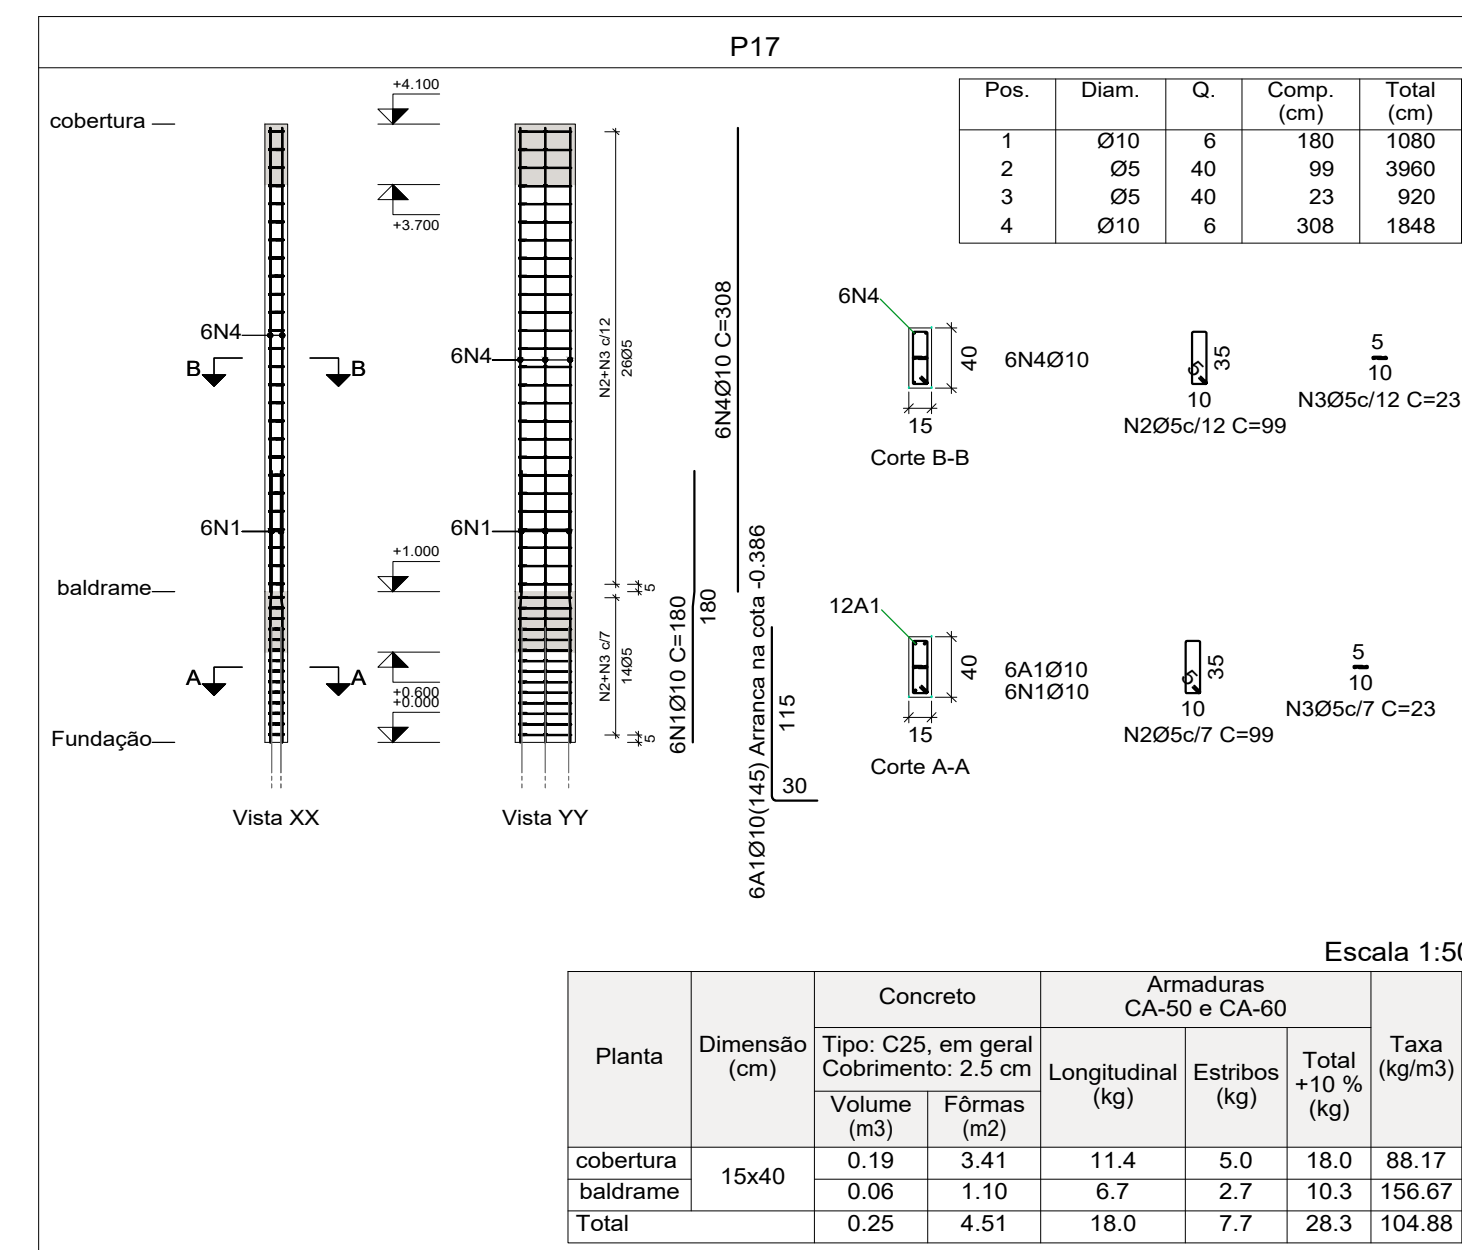 P17
Pos. Diam. Q. Comp. (cm) Total (cm)
1 Ø10 6 180 1080
2 Ø5 40 99 3960
3 Ø5 40 23 920
4 Ø10 6 308 1848
cobertura
+4.100
+3.700
6N4
B B
6N1
baldrame
+1.000
A A
+0.600
+0.000
Fundação
Vista XX
6N4
6N1
Vista YY
N2+N3 c/12
26Ø5
5
N2+N3 c/7
14Ø5
5
6N1Ø10 C=180
180
6N4Ø10 C=308
6A1Ø10(145) Arranca na cota -0.386
115
30
6N4
40
15
6N4Ø10
Corte B-B
5
35
10
N2Ø5c/12 C=99
5
10
N3Ø5c/12 C=23
12A1
40
15
6A1Ø10
6N1Ø10
Corte A-A
5
35
10
N2Ø5c/7 C=99
5
10
N3Ø5c/7 C=23
Escala 1:50
Planta
Dimensão
(cm)
Concreto
Tipo: C25, em geral
Cobrimento: 2.5 cm
Volume
(m3)
Fôrmas
(m2)
Armaduras
CA-50 e CA-60
Longitudinal
(kg)
Estribos
(kg)
Total
+10 %
(kg)
Taxa
(kg/m3)
cobertura 15x40 0.19 3.41 11.4 5.0 18.0 88.17
baldrame 0.06 1.10 6.7 2.7 10.3 156.67
Total 0.25 4.51 18.0 7.7 28.3 104.88